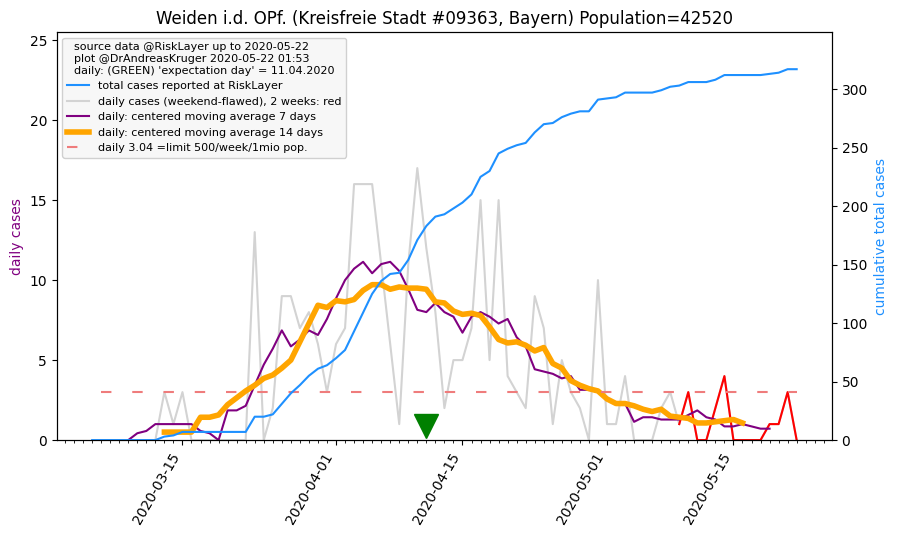 Weiden i.d. OPf. (Kreisfreie Stadt #09363, Bayern) Population=42520
source data @RiskLayer up to 2020-05-22
plot @DrAndreasKruger 2020-05-22 01:53
daily: (GREEN) 'expectation day' = 11.04.2020
total cases reported at RiskLayer
daily cases (weekend-flawed), 2 weeks: red
daily: centered moving average 7 days
daily: centered moving average 14 days
daily 3.04 =limit 500/week/1mio pop.
daily cases
25
20
15
10
5
0
cumulative total cases
300
250
200
150
100
50
0
2020-03-15
2020-04-01
2020-04-15
2020-05-01
2020-05-15